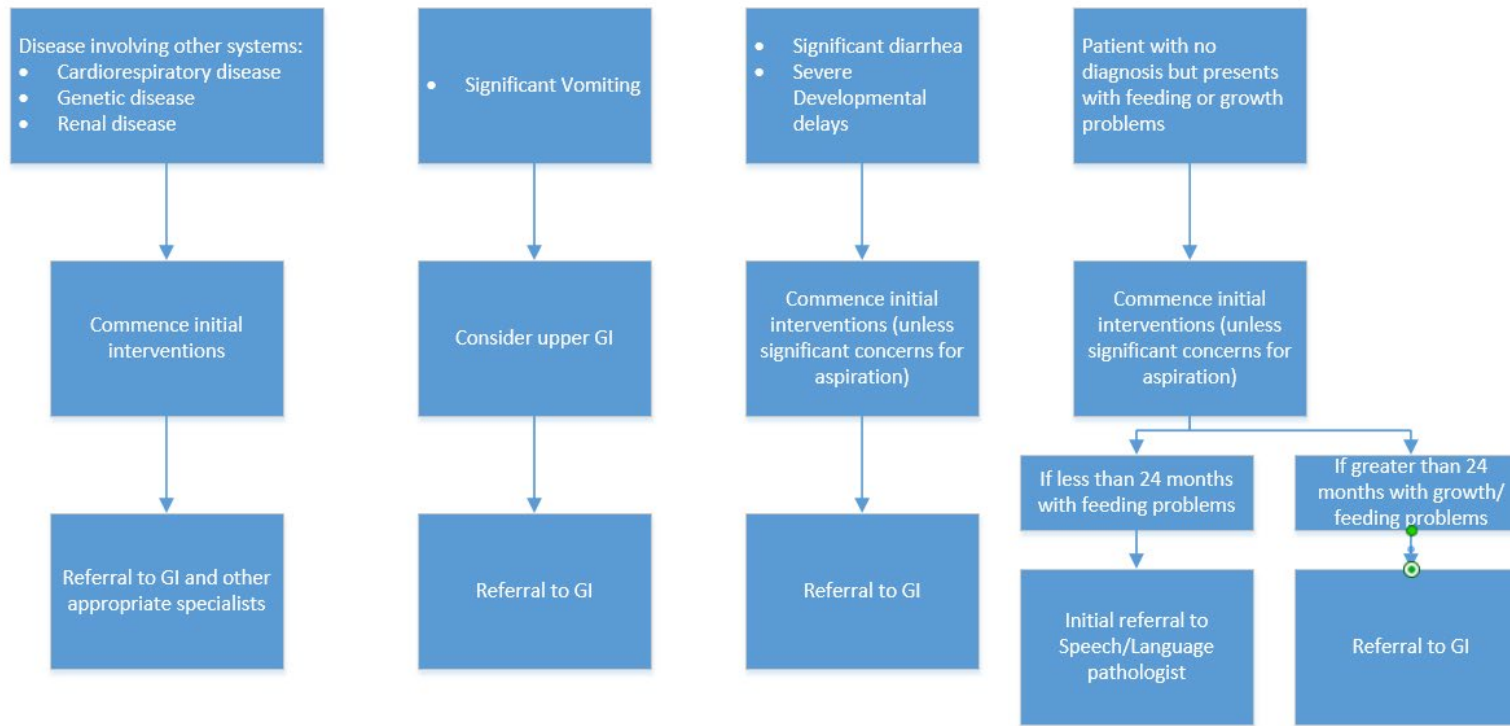 Disease involving other systems:
• Cardiorespiratory disease
• Genetic disease
• Renal disease
• Significant Vomiting
• Significant diarrhea
• Severe
Developmental
delays
Patient with no
diagnosis but presents
with feeding or growth
problems
Commence initial
interventions
Consider upper GI
Commence initial
interventions (unless
significant concerns for
aspiration)
Commence initial
interventions (unless
significant concerns for
aspiration)
If less than 24 months
with feeding problems
If greater than 24
months with growth/
feeding problems
Referral to GI and other
appropriate specialists
Referral to GI
Referral to GI
Initial referral to
Speech/Language
pathologist
Referral to GI